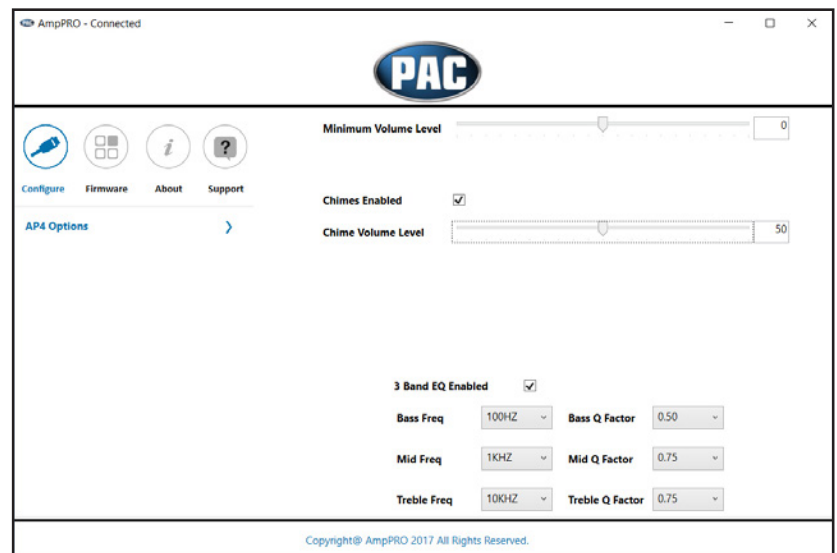 AmpPRO - Connected
PAC
Configure Firmware About Support
AP4 Options
Minimum Volume Level 0
Chimes Enabled
Chime Volume Level 50
3 Band EQ Enabled
Bass Freq 100HZ Bass Q Factor 0.50
Mid Freq 1KHZ Mid Q Factor 0.75
Treble Freq 10KHZ Treble Q Factor 0.75
Copyright@ AmpPRO 2017 All Rights Reserved.